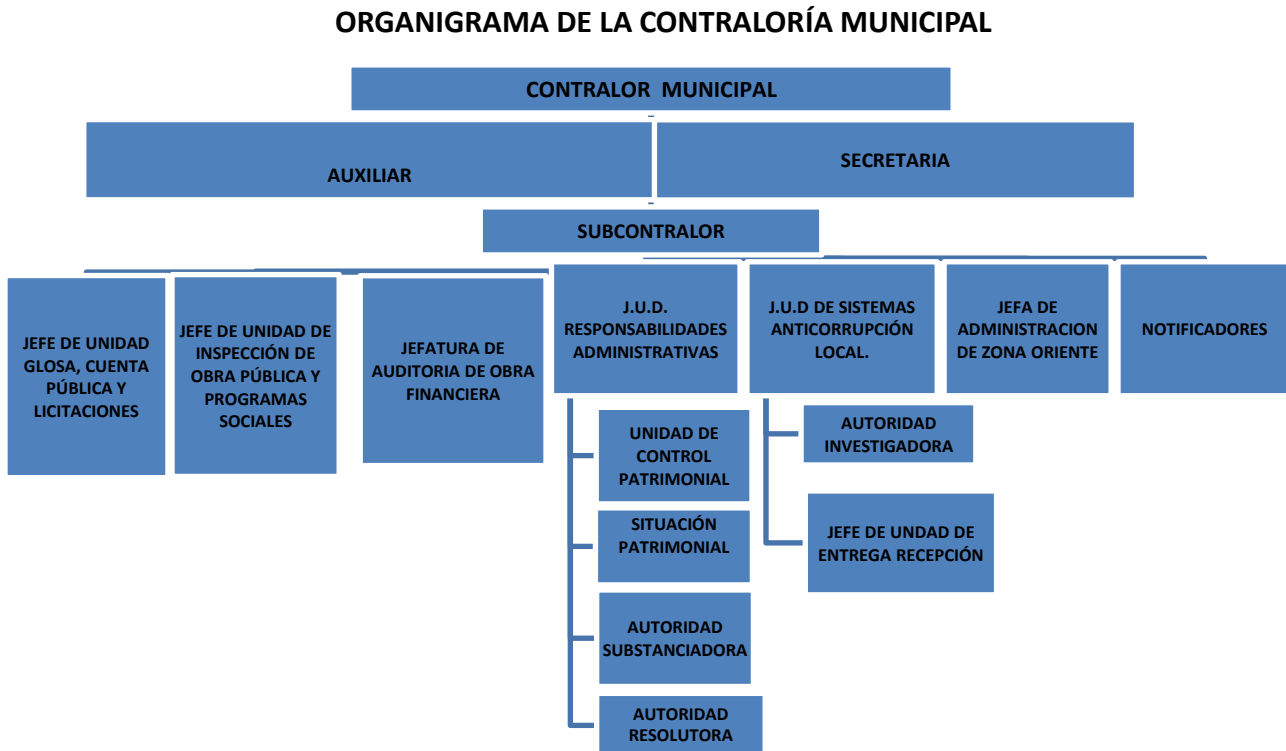 ORGANIGRAMA DE LA CONTRALORÍA MUNICIPAL
CONTRALOR MUNICIPAL
AUXILIAR
SECRETARIA
SUBCONTRALOR
JEFE DE UNIDAD
GLOSA, CUENTA
PÚBLICA Y
LICITACIONES
JEFE DE UNIDAD DE
INSPECCIÓN DE
OBRA PÚBLICA Y
PROGRAMAS
SOCIALES
JEFATURA DE
AUDITORIA DE OBRA
FINANCIERA
J.U.D.
RESPONSABILIDADES
ADMINISTRATIVAS
J.U.D DE SISTEMAS
ANTICORRUPCIÓN
LOCAL.
JEFA DE
ADMINISTRACION
DE ZONA ORIENTE
NOTIFICADORES
UNIDAD DE
CONTROL
PATRIMONIAL
SITUACIÓN
PATRIMONIAL
AUTORIDAD
SUBSTANCIADORA
AUTORIDAD
RESOLUTORA
AUTORIDAD
INVESTIGADORA
JEFE DE UNDAD DE
ENTREGA RECEPCIÓN